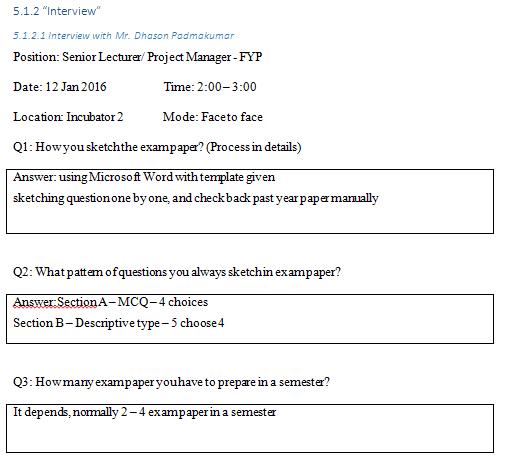 5.1.2 "Interview"
5.1.2.1 Interview with Mr. Dhason Padmakumar
Position: Senior Lecturer/ Project Manager - FYP
Date: 12 Jan 2016 Time: 2:00 – 3:00
Location: Incubator 2 Mode: Face to face
Q1: How you sketch the exam paper? (Process in details)
Answer: using Microsoft Word with template given
sketching question one by one, and check back past year paper manually
Q2: What pattern of questions you always sketch in exam paper?
Answer: Section A – MCQ – 4 choices
Section B – Descriptive type – 5 choose 4
Q3: How many exam paper you have to prepare in a semester?
It depends, normally 2 – 4 exam paper in a semester